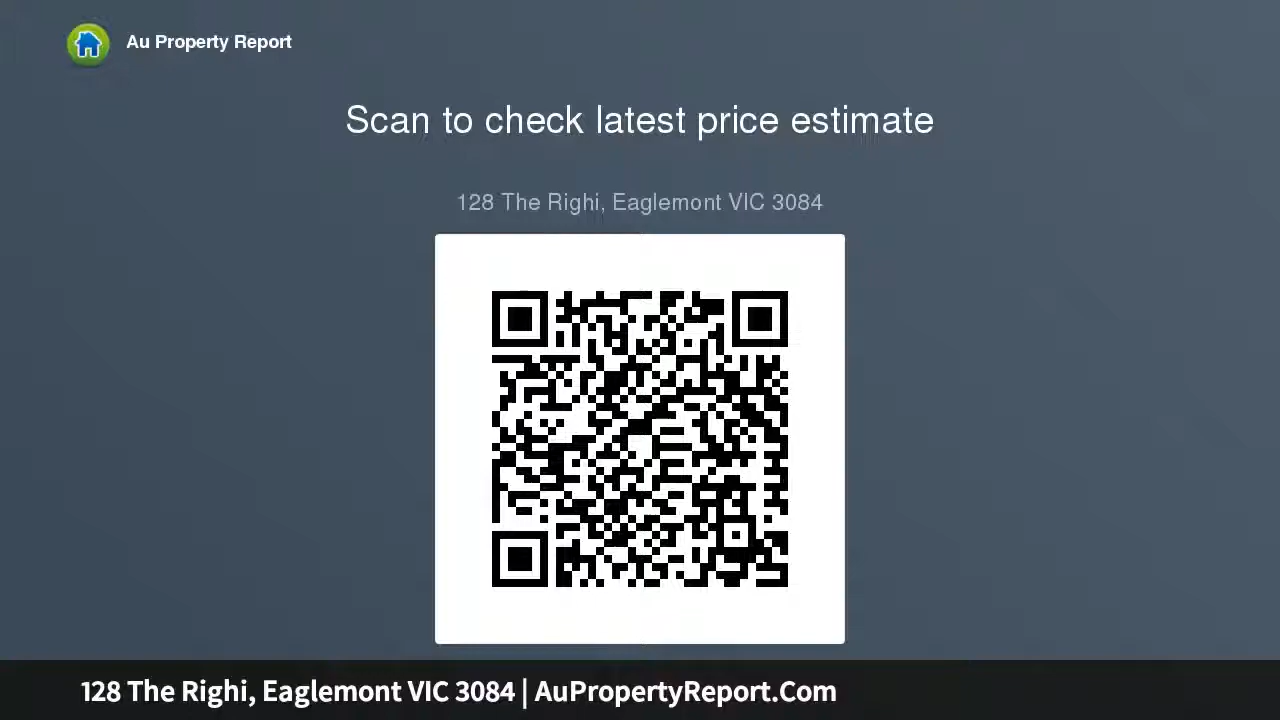 Au Property Report
Scan to check latest price estimate
128 The Righi, Eaglemont VIC 3084
128 The Righi, Eaglemont VIC 3084 | AuPropertyReport.Com